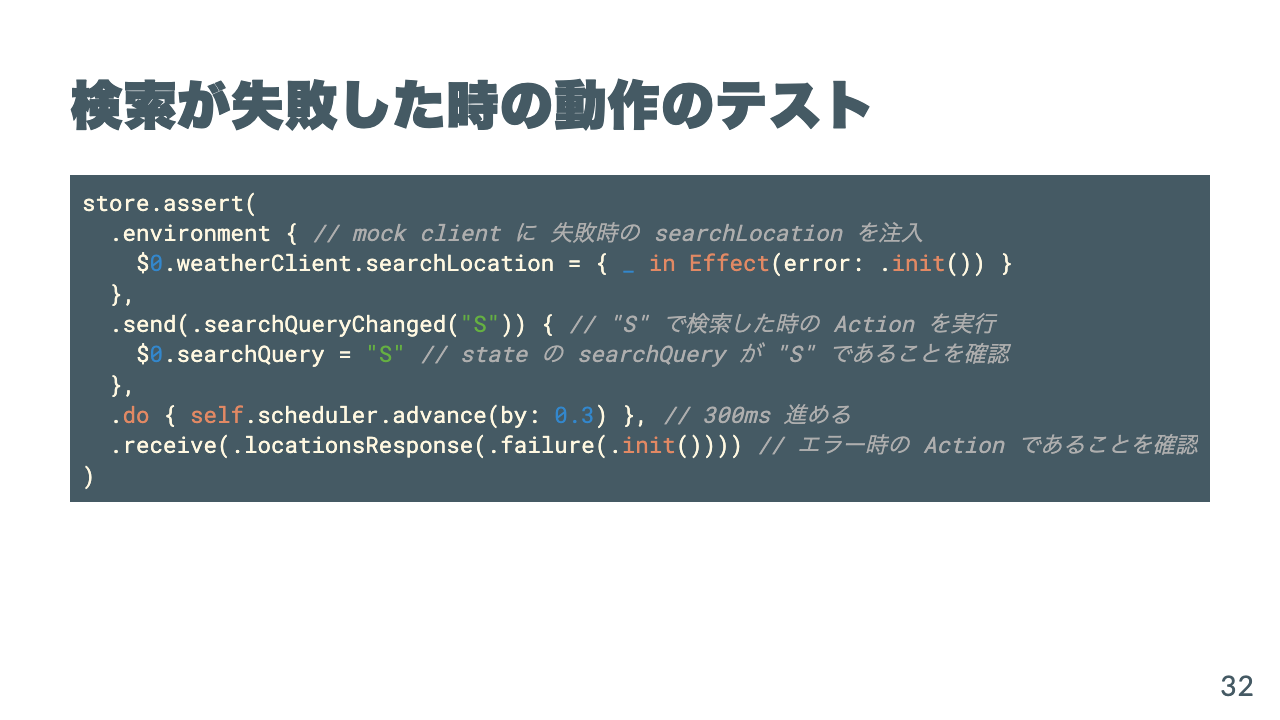 検索が失敗した時の動作のテスト
store.assert(
  .environment { // mock client に 失敗時の searchLocation を注入
    $0.weatherClient.searchLocation = { _ in Effect(error: .init()) }
  },
  .send(.searchQueryChanged("S")) { // "S" で検索した時の Action を実行
    $0.searchQuery = "S" // state の searchQuery が "S" であることを確認
  },
  .do { self.scheduler.advance(by: 0.3) }, // 300ms 進める
  .receive(.locationsResponse(.failure(.init()))) // エラー時の Action であることを確認
)
32